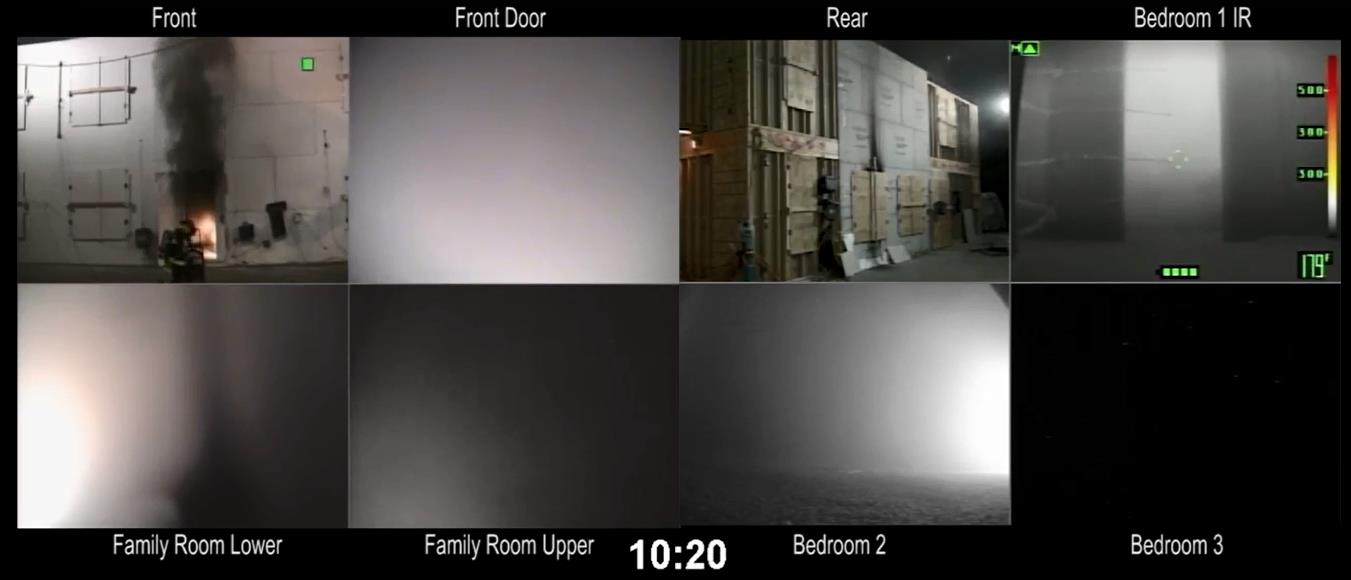 Front
Front Door
Rear
Bedroom 1 IR
M
500
300
300
179°F
Family Room Lower
Family Room Upper
10:20
Bedroom 2
Bedroom 3